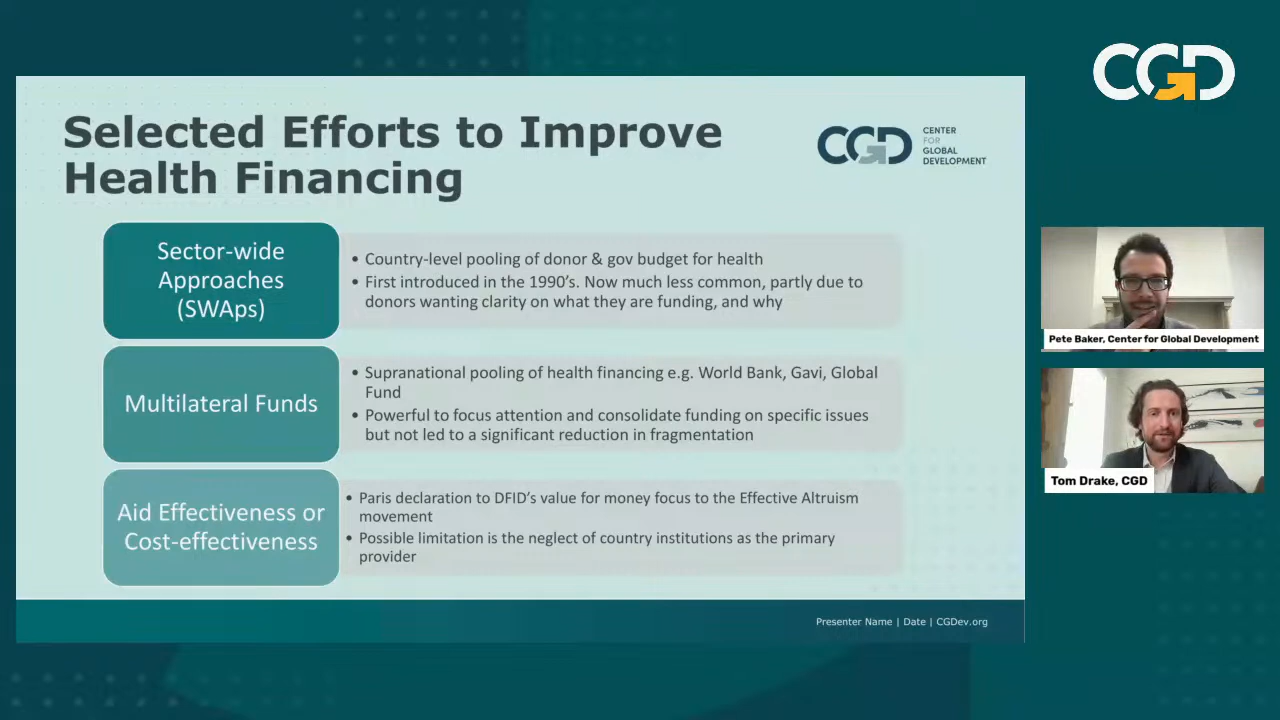 CGD
Selected Efforts to Improve
Health Financing
CGD
CENTER
FOR
GLOBAL
DEVELOPMENT
Sector-wide
Approaches
(SWAps)
• Country-level pooling of donor & gov budget for health
• First introduced in the 1990’s. Now much less common, partly due to
donors wanting clarity on what they are funding, and why
Multilateral Funds
• Supranational pooling of health financing e.g. World Bank, Gavi, Global
Fund
• Powerful to focus attention and consolidate funding on specific issues
but not led to a significant reduction in fragmentation
Aid Effectiveness or
Cost-effectiveness
• Paris declaration to DFID’s value for money focus to the Effective Altruism
movement
• Possible limitation is the neglect of country institutions as the primary
provider
Presenter Name | Date | CGDev.org
Pete Baker, Center for Global Development
Tom Drake, CGD